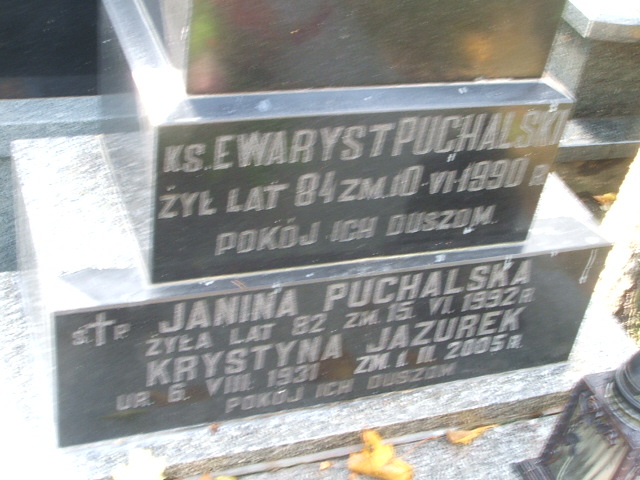 KS. EWARYST PUCHALSKI
ŻYŁ LAT 84 ZM. 10 VI 1990 R.
POKÓJ ICH DUSZOM.
Ś.†P. JANINA PUCHALSKA
ŻYŁA LAT 82 ZM. 15. VI. 1992 R.
KRYSTYNA JAZUREK
UR. 6. VIII. 1931 ZM. 1. II. 2005 R.
POKÓJ ICH DUSZOM.